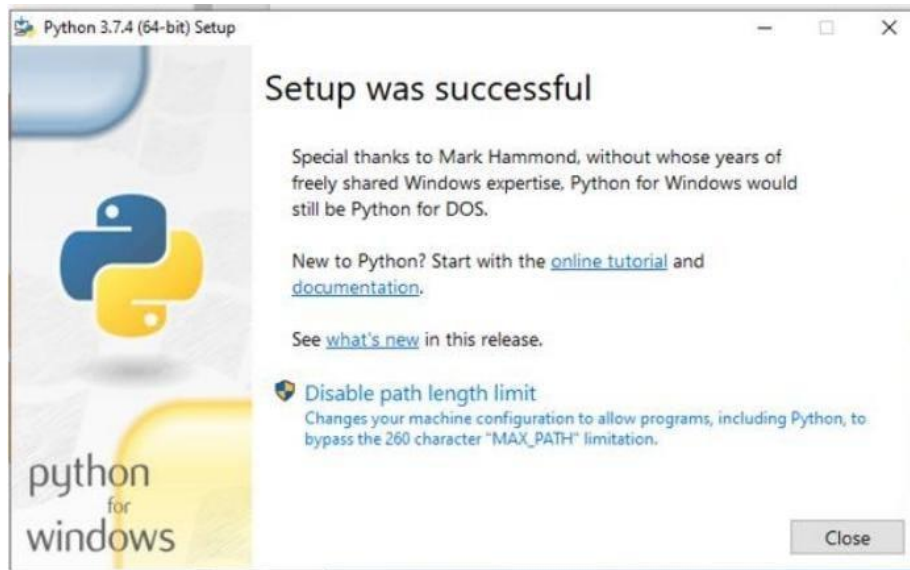 Python 3.7.4 (64-bit) Setup
Setup was successful
Special thanks to Mark Hammond, without whose years of
freely shared Windows expertise, Python for Windows would
still be Python for DOS.
New to Python? Start with the online tutorial and
documentation.
See what's new in this release.
Disable path length limit
Changes your machine configuration to allow programs, including Python, to
bypass the 260 character "MAX_PATH" limitation.
python
for
windows
Close